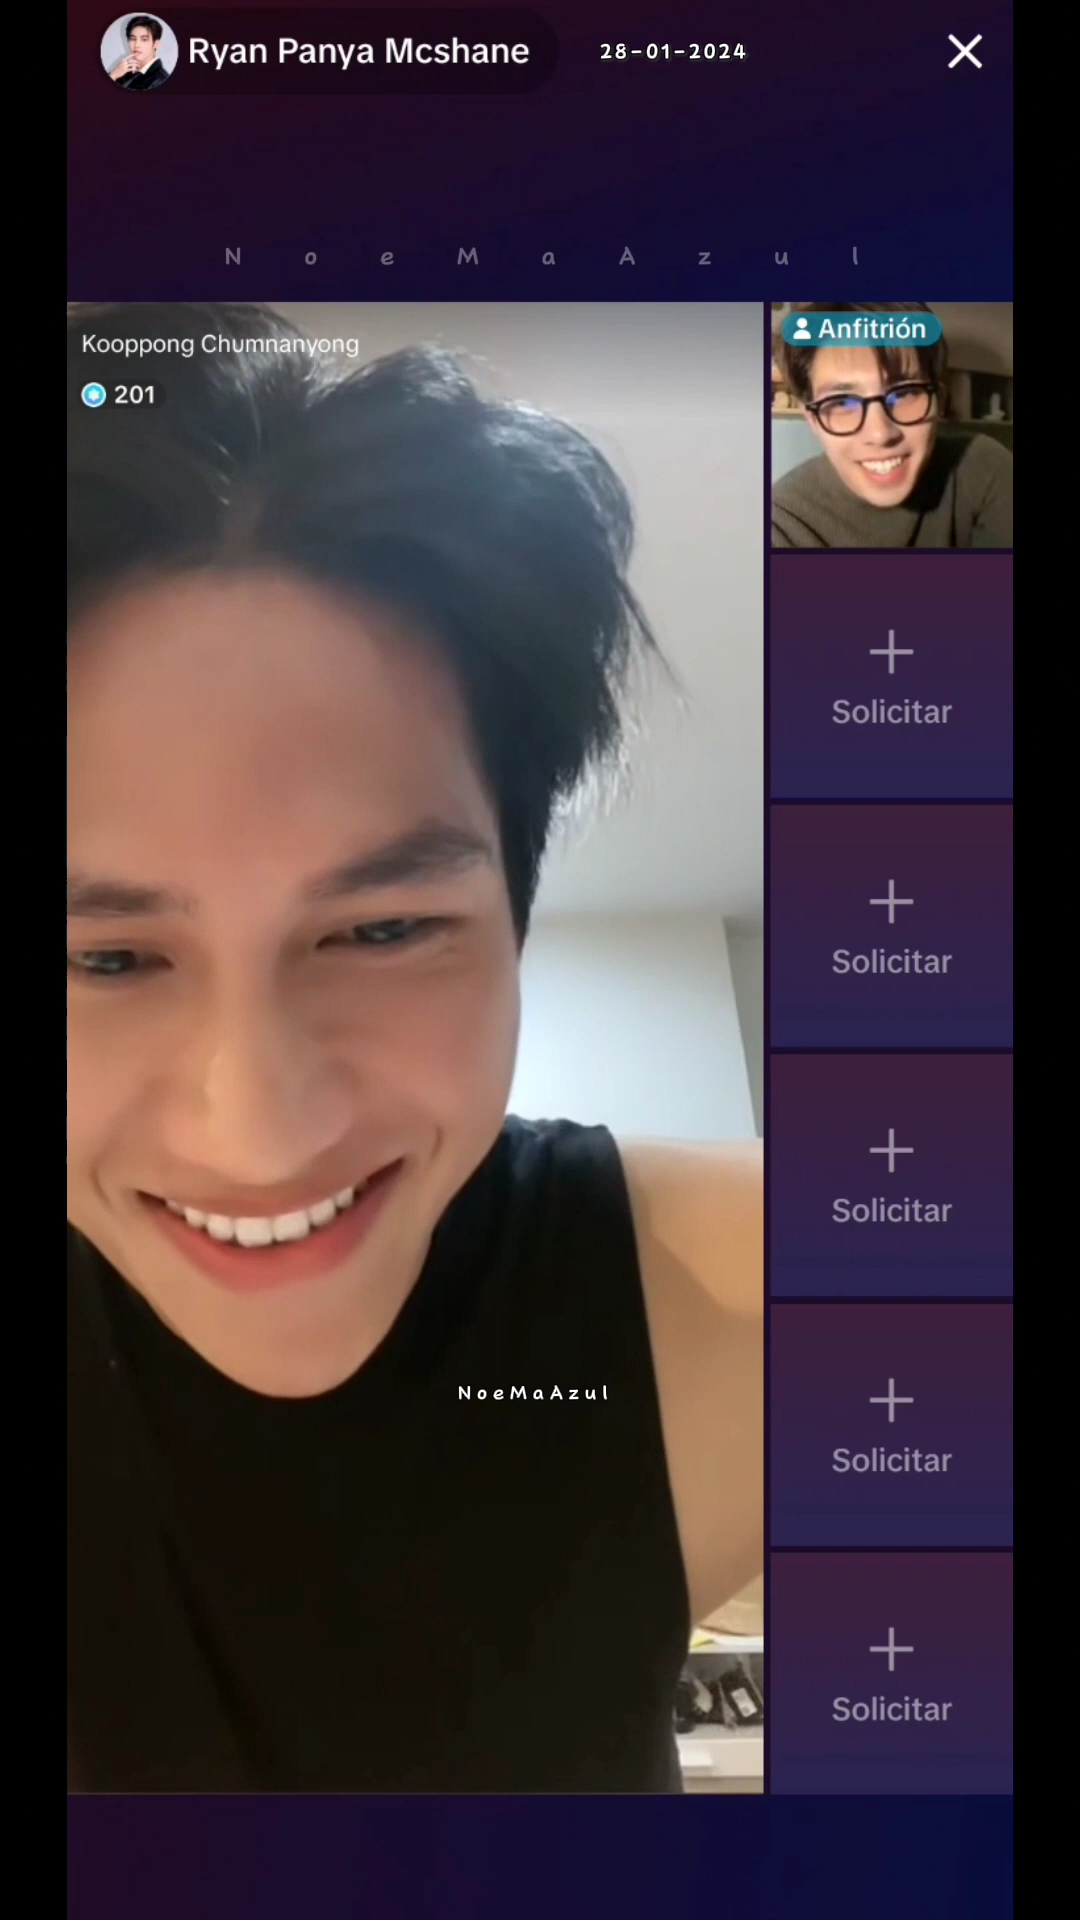 Ryan Panya Mcshane
28-01-2024
N o e M a A z u l
Kooppong Chumnanyong
201
Anfitrión
Solicitar
Solicitar
Solicitar
Solicitar
NoeMaAzul
Solicitar